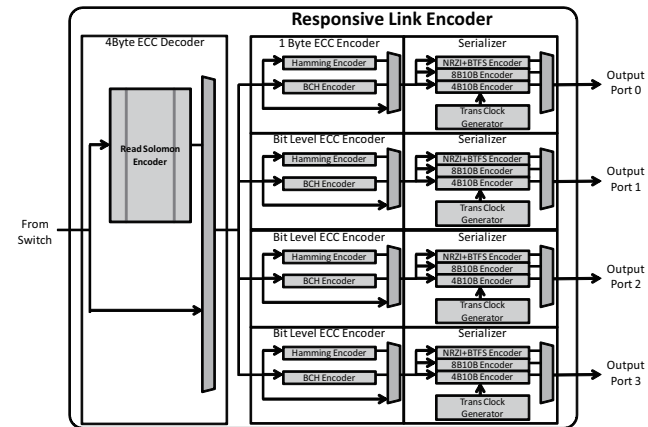 Responsive Link Encoder
4Byte ECC Decoder
1 Byte ECC Encoder
Serializer
Hamming Encoder
BCH Encoder
NRZI+BTFS Encoder
8B10B Encoder
4B10B Encoder
Trans Clock
Generator
Output
Port 0
Read Solomon
Encoder
Bit Level ECC Encoder
Serializer
Hamming Encoder
BCH Encoder
NRZI+BTFS Encoder
8B10B Encoder
4B10B Encoder
Trans Clock
Generator
Output
Port 1
From
Switch
Bit Level ECC Encoder
Serializer
Hamming Encoder
BCH Encoder
NRZI+BTFS Encoder
8B10B Encoder
4B10B Encoder
Trans Clock
Generator
Output
Port 2
Bit Level ECC Encoder
Serializer
Hamming Encoder
BCH Encoder
NRZI+BTFS Encoder
8B10B Encoder
4B10B Encoder
Trans Clock
Generator
Output
Port 3